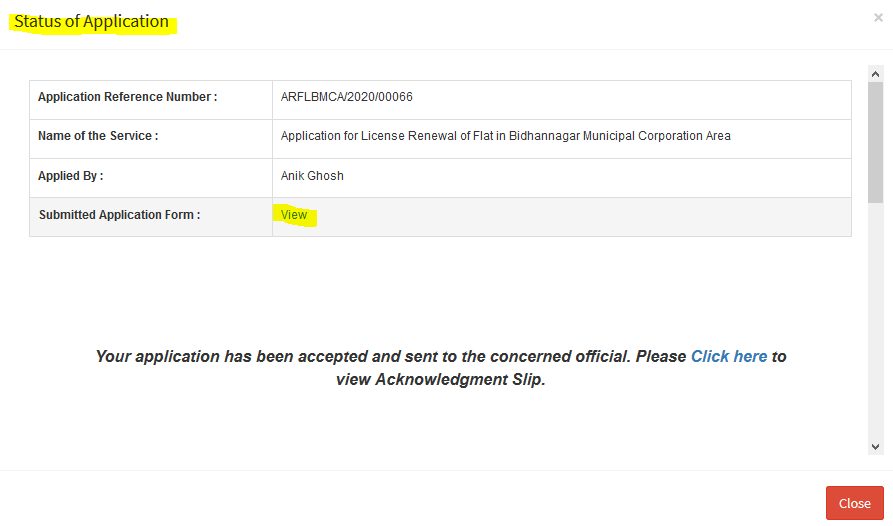 Status of Application
×
Application Reference Number : ARFLBMCA/2020/00066
Name of the Service : Application for License Renewal of Flat in Bidhannagar Municipal Corporation Area
Applied By : Anik Ghosh
Submitted Application Form : View
Your application has been accepted and sent to the concerned official. Please Click here to
view Acknowledgment Slip.
Close